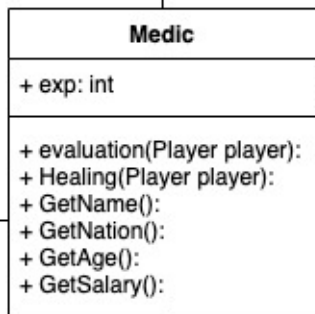 Medic
+ exp: int
+ evaluation(Player player):
+ Healing(Player player):
+ GetName():
+ GetNation():
+ GetAge():
+ GetSalary():